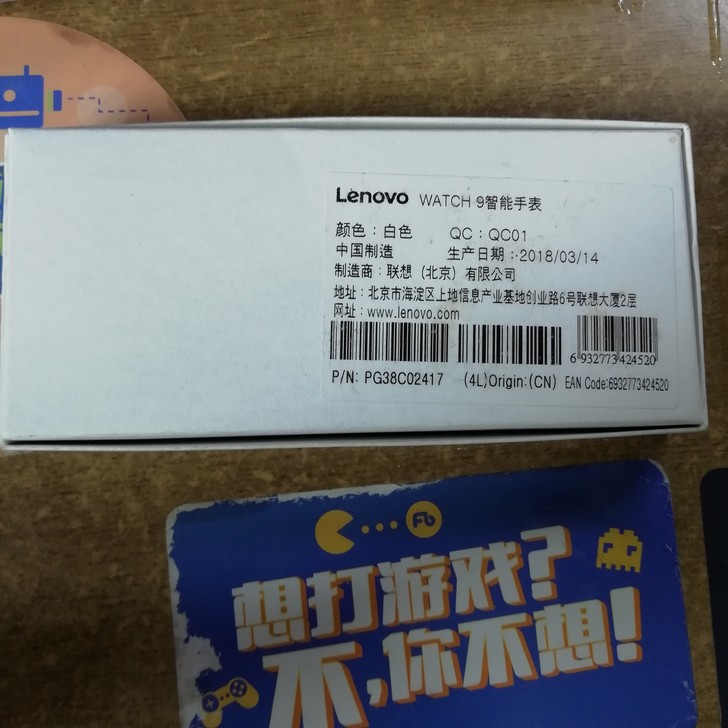 Lenovo WATCH 9智能手表
颜色：白色 QC：QC01
中国制造 生产日期：2018/03/14
制造商：联想（北京）有限公司
地址：北京市海淀区上地信息产业基地创业路6号联想大厦2层
网址：www.lenovo.com
6 932773 424520
P/N: PG38C02417 (4L)Origin:(CN) EAN Code:6932773424520
Fb
想打游戏?
不,你不想!